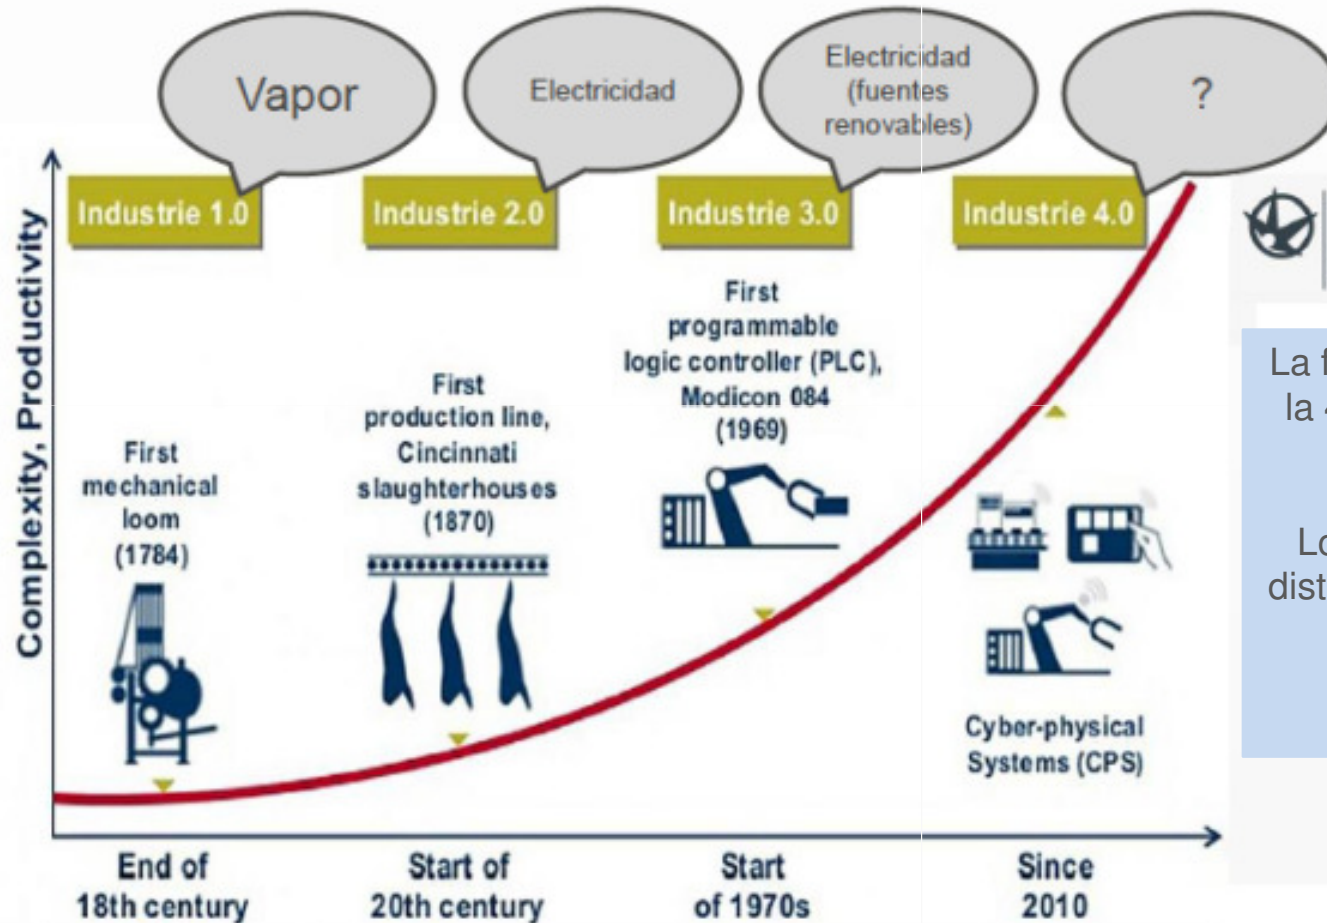 Vapor
Electricidad
Electricidad
(fuentes
renovables)
?
Industrie 1.0
Industrie 2.0
Industrie 3.0
Industrie 4.0
Complexity, Productivity
First
mechanical
loom
(1784)
First
production line,
Cincinnati
slaughterhouses
(1870)
First
programmable
logic controller (PLC),
Modicon 084
(1969)
Cyber-physical
Systems (CPS)
End of
18th century
Start of
20th century
Start
of 1970s
Since
2010
La
la